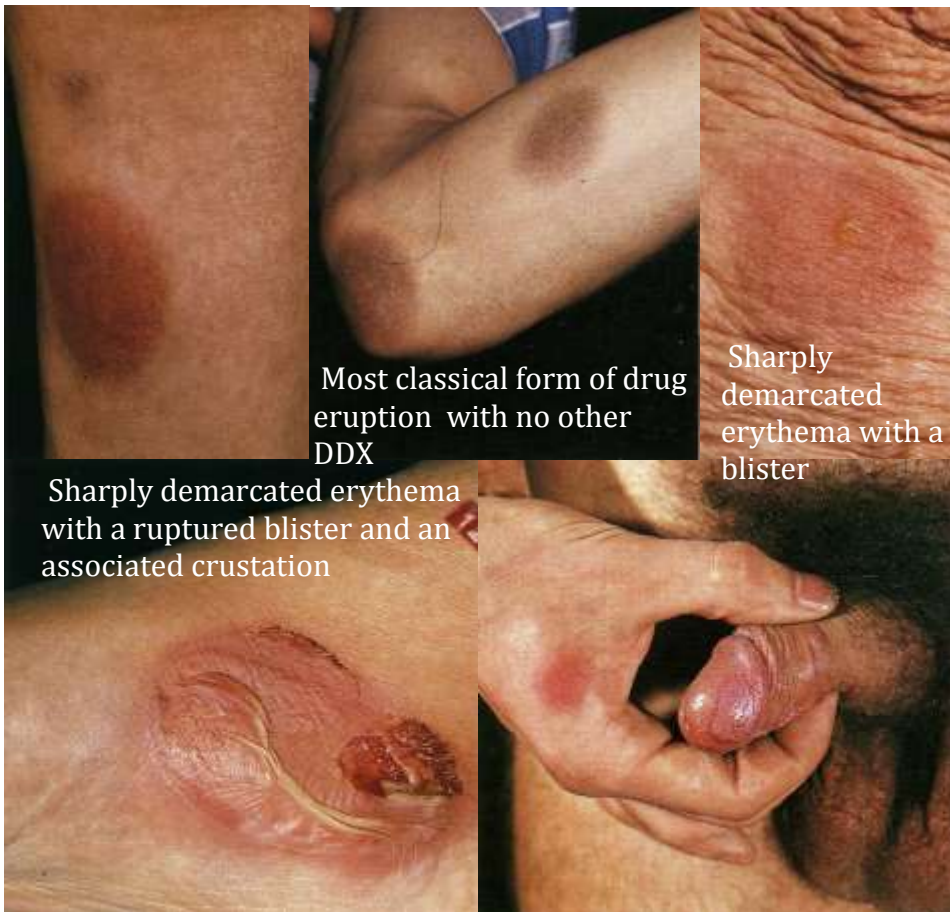 Most classical form of drug
eruption with no other
DDX
Sharply
demarcated
erythema with a
blister
Sharply demarcated erythema
with a ruptured blister and an
associated crustation